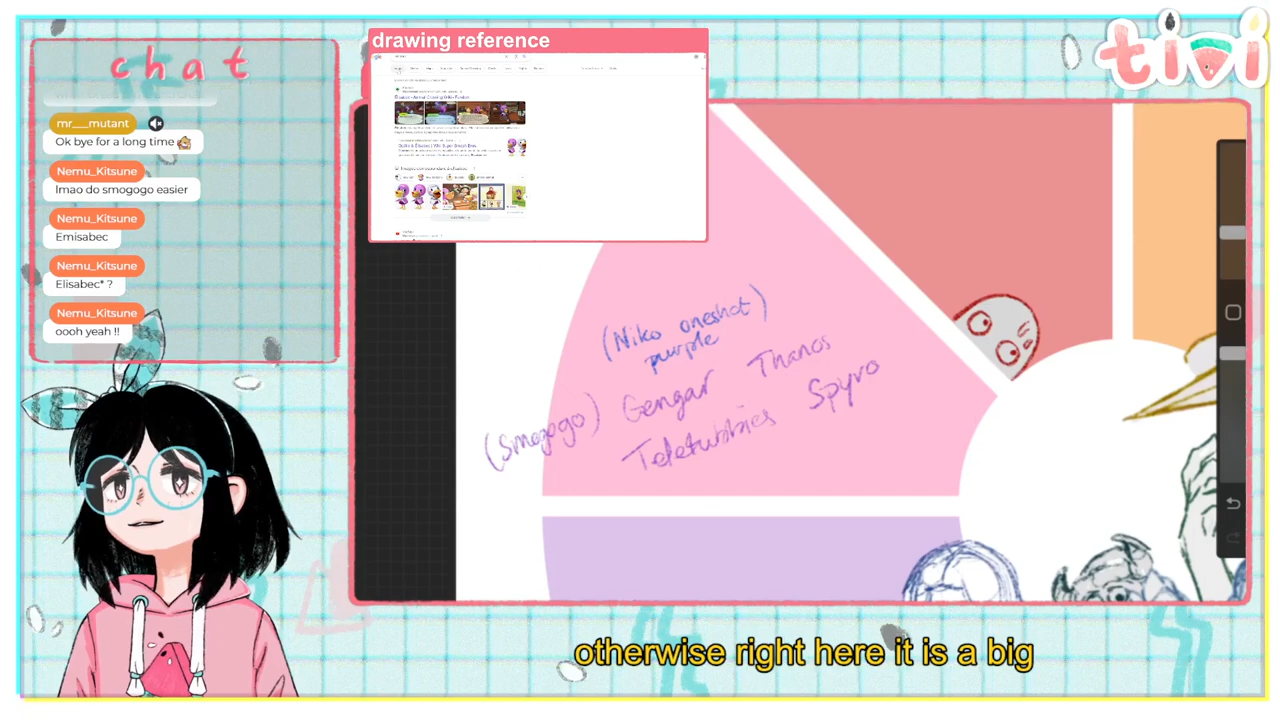 drawing reference
tivi
chat
mr___mutant
Ok bye for a long time
Nemu_Kitsune
lmao do smogogo easier
Nemu_Kitsune
Emisabec
Nemu_Kitsune
Elisabec* ?
Nemu_Kitsune
oooh yeah !!
(Niko oneshot)
purple
Thanos
(Smogogo) Gengar
Spyro
Teletubbies
otherwise right here it is a big